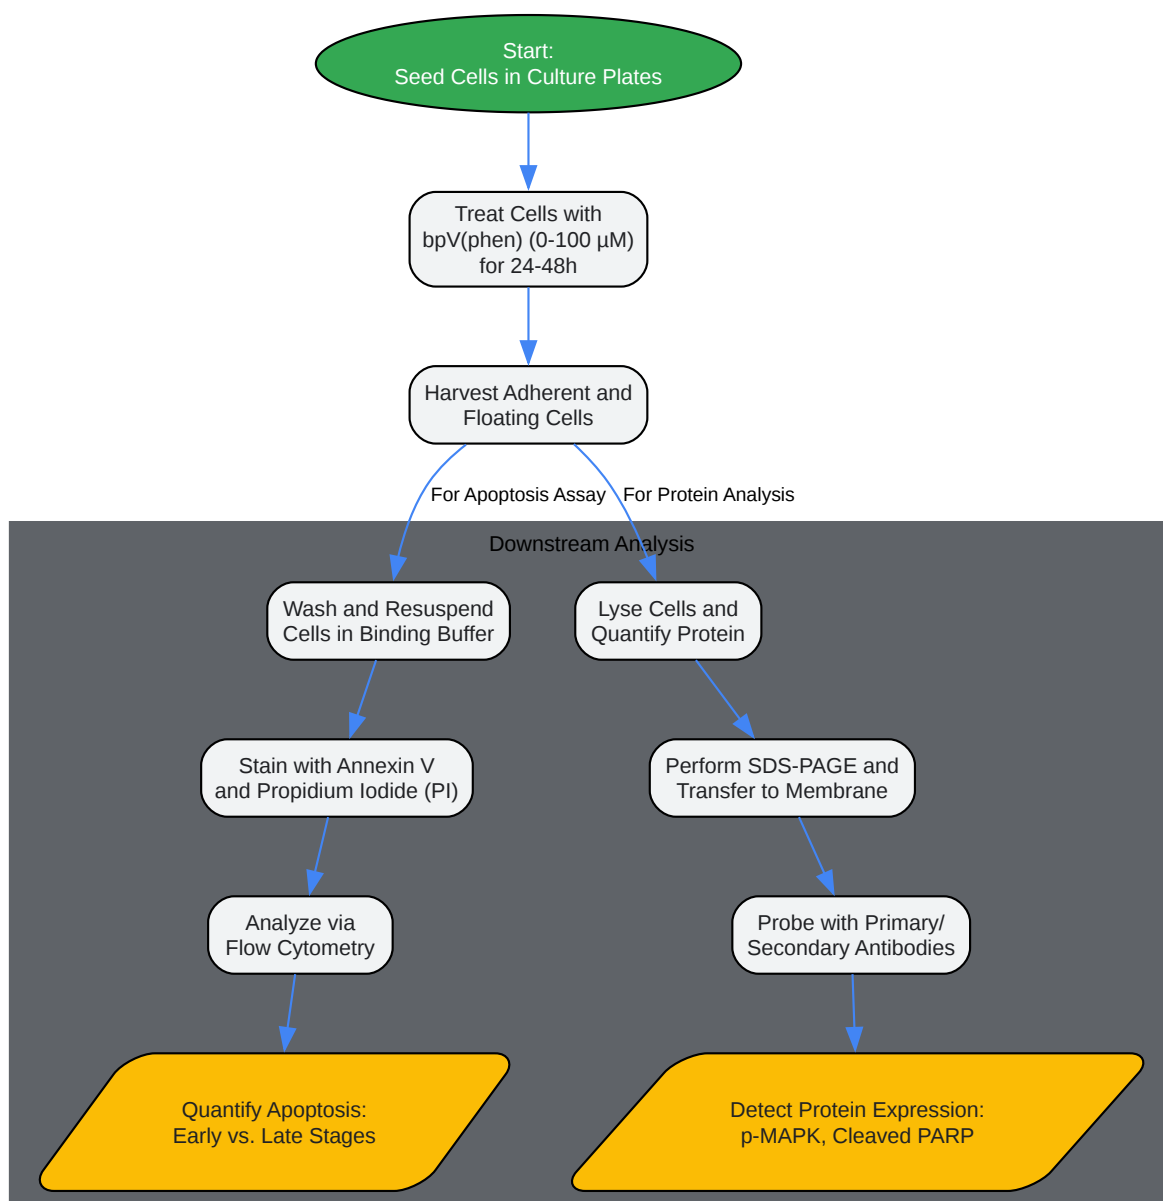 Start:
Seed Cells in Culture Plates
Treat Cells with
bpV(phen) (0-100 µM)
for 24-48h
Harvest Adherent and
Floating Cells
For Apoptosis Assay
For Protein Analysis
Downstream Analysis
Wash and Resuspend
Cells in Binding Buffer
Lyse Cells and
Quantify Protein
Stain with Annexin V
and Propidium Iodide (PI)
Perform SDS-PAGE and
Transfer to Membrane
Analyze via
Flow Cytometry
Probe with Primary/
Secondary Antibodies
Quantify Apoptosis:
Early vs. Late Stages
Detect Protein Expression:
p-MAPK, Cleaved PARP